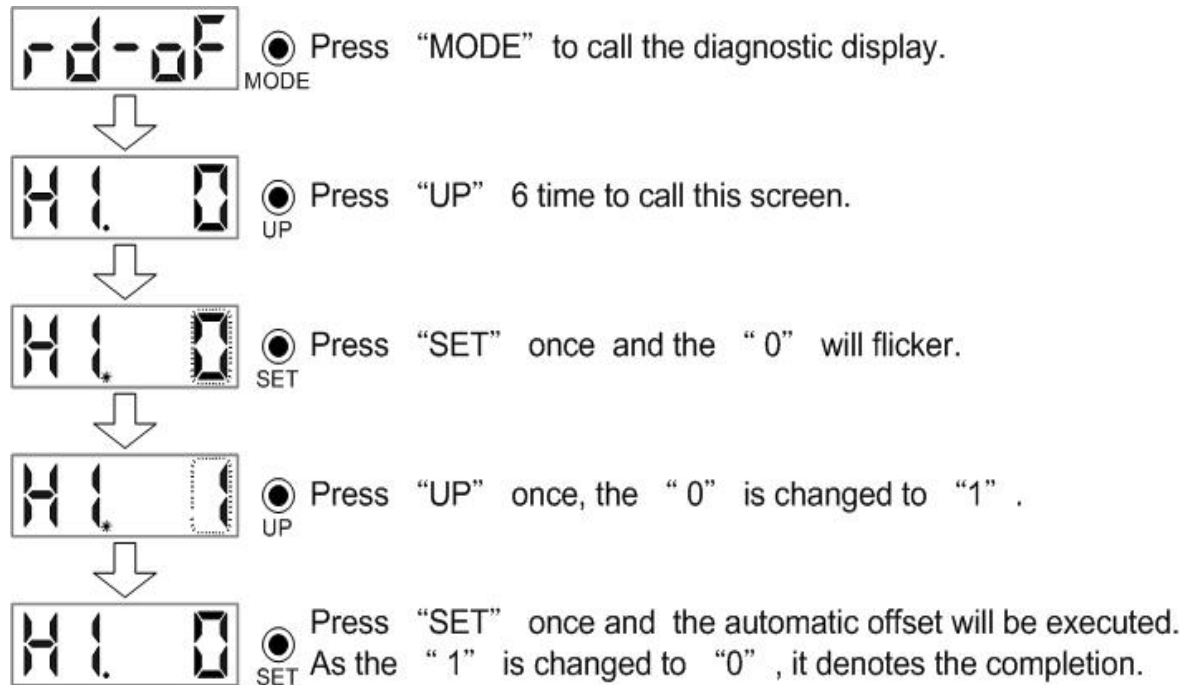 rd-oF Press “MODE” to call the diagnostic display.
MODE
H1. 0 Press “UP” 6 time to call this screen.
UP
H1. 0 Press “SET” once and the “0” will flicker.
SET
H1. 1 Press “UP” once, the “0” is changed to “1”.
UP
H1. 0 Press “SET” once and the automatic offset will be executed.
SET As the “1” is changed to “0”, it denotes the completion.